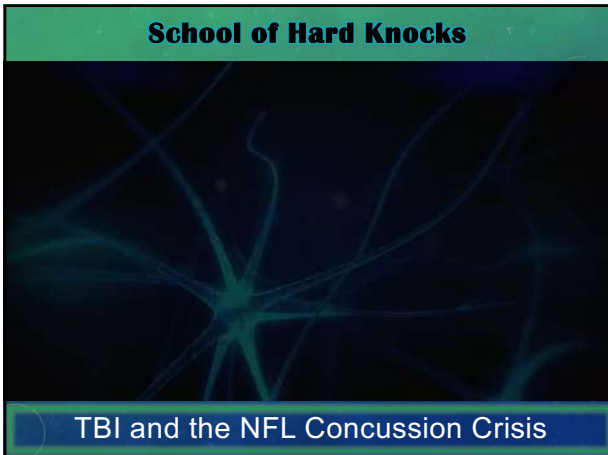 School of Hard Knocks
TBI and the NFL Concussion Crisis